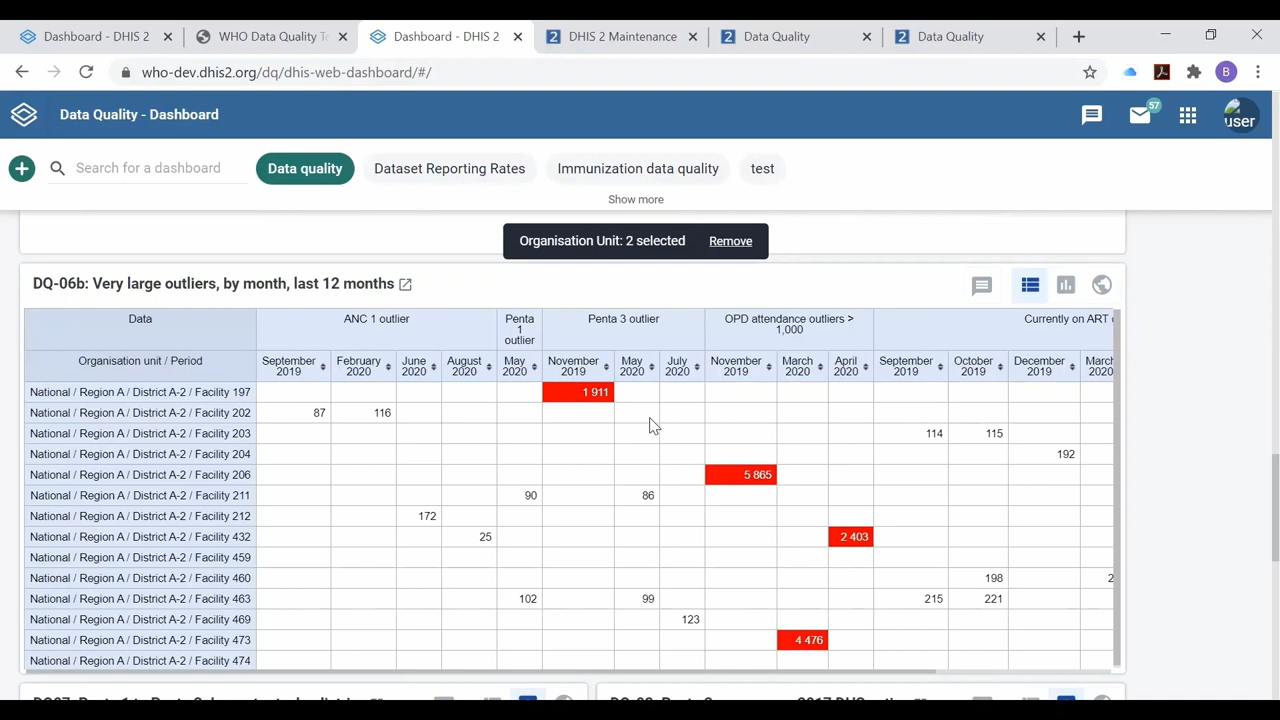 Dashboard - DHIS 2
WHO Data Quality To
Dashboard - DHIS 2
2 DHIS 2 Maintenance
2 Data Quality
2 Data Quality
who-dev.dhis2.org/dq/dhis-web-dashboard/#/
B
Data Quality - Dashboard
57
user
Search for a dashboard
Data quality
Dataset Reporting Rates
Immunization data quality
test
Show more
Organisation Unit: 2 selected Remove
DQ-06b: Very large outliers, by month, last 12 months
Data
ANC 1 outlier
Penta 1 outlier
Penta 3 outlier
OPD attendance outliers > 1,000
Currently on ART
Organisation unit / Period
September 2019
February 2020
June 2020
August 2020
May 2020
November 2019
May 2020
July 2020
November 2019
March 2020
April 2020
September 2019
October 2019
December 2019
March 2020
National / Region A / District A-2 / Facility 197 1 911
National / Region A / District A-2 / Facility 202 87 116
National / Region A / District A-2 / Facility 203 114 115
National / Region A / District A-2 / Facility 204 192
National / Region A / District A-2 / Facility 206 5 865
National / Region A / District A-2 / Facility 211 90 86
National / Region A / District A-2 / Facility 212 172
National / Region A / District A-2 / Facility 432 25 2 403
National / Region A / District A-2 / Facility 459
National / Region A / District A-2 / Facility 460 198 2
National / Region A / District A-2 / Facility 463 102 99 215 221
National / Region A / District A-2 / Facility 469 123
National / Region A / District A-2 / Facility 473 4 476
National / Region A / District A-2 / Facility 474